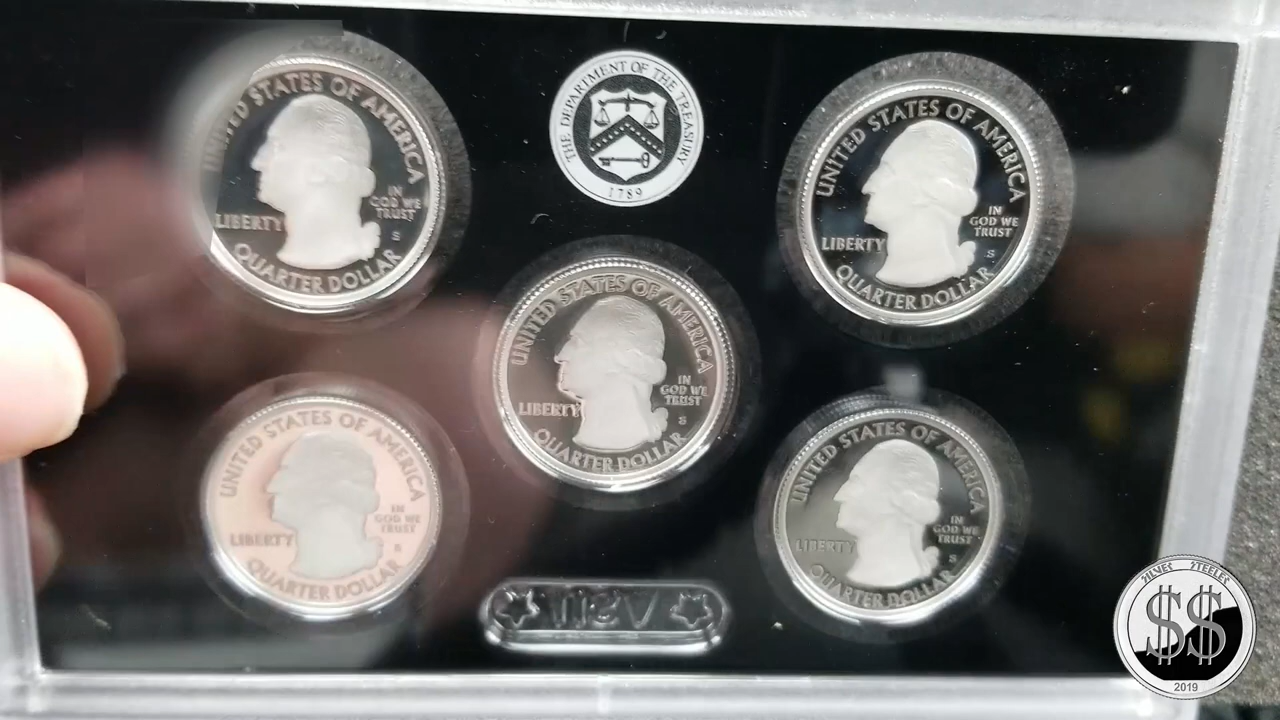 UNITED STATES OF AMERICA
LIBERTY
IN
GOD WE
TRUST
S
QUARTER DOLLAR
THE DEPARTMENT OF THE TREASURY
1789
UNITED STATES OF AMERICA
LIBERTY
IN
GOD WE
TRUST
S
QUARTER DOLLAR
UNITED STATES OF AMERICA
LIBERTY
IN
GOD WE
TRUST
S
QUARTER DOLLAR
UNITED STATES OF AMERICA
LIBERTY
IN
GOD WE
TRUST
S
QUARTER DOLLAR
UNITED STATES OF AMERICA
LIBERTY
IN
GOD WE
TRUST
S
QUARTER DOLLAR
SILVER STEELES
$$
2019